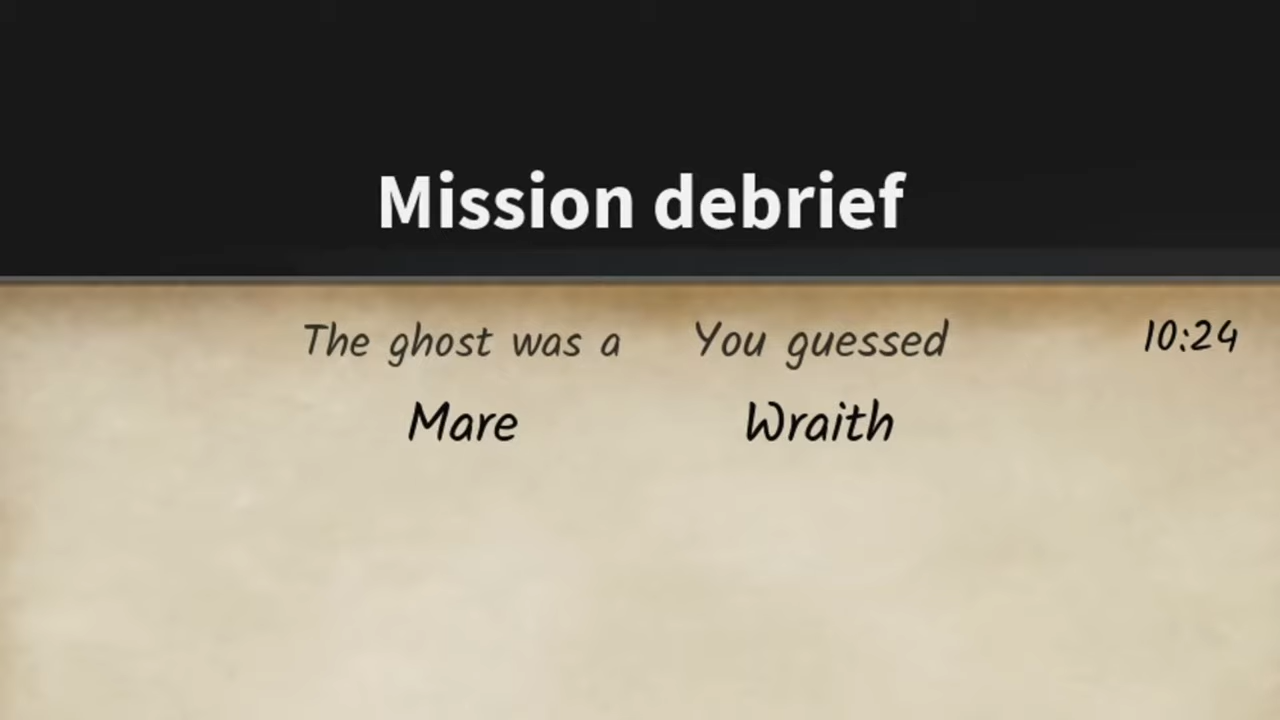 Mission debrief
The ghost was a
You guessed
10:24
Mare
Wraith